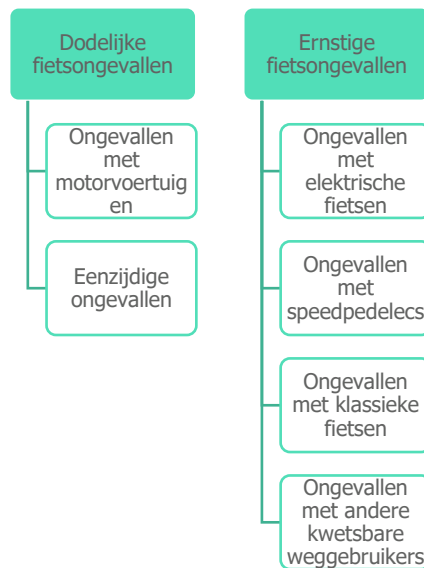 Dodelijke
fietsongevallen
Ongevallen
met
motorvoertuig
en
Eenzijdige
ongevallen
Ernstige
fietsongevallen
Ongevallen
met
elektrische
fietsen
Ongevallen
met
speedpedelecs
Ongevallen
met klassieke
fietsen
Ongevallen
met andere
kwetsbare
weggebruikers